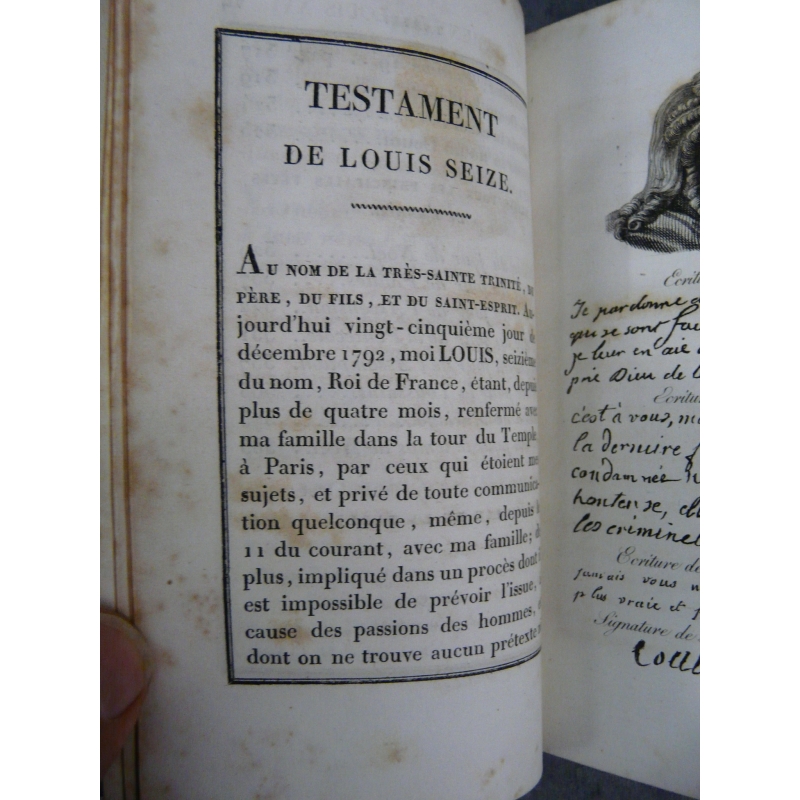 TESTAMENT
DE LOUIS SEIZE.
AU NOM DE LA TRÈS-SAINTE TRINITÉ,
PÈRE, DU FILS, ET DU SAINT-ESPRIT. Au-
jourd'hui vingt-cinquième jour de
décembre 1792, moi LOUIS, seizième
du nom, Roi de France, étant, depuis
plus de quatre mois, renfermé avec
ma famille dans la tour du Temple
à Paris, par ceux qui étoient
sujets, et privé de toute communica-
tion quelconque, même, depuis
11 du courant, avec ma famille;
plus, impliqué dans un procès dont
est impossible de prévoir l'issue,
cause des passions des hommes,
dont on ne trouve aucun prétexte
Je pardonne
qui se sont
je leur en aie
prie Dieu de
c'est à vous,
la derniere
condamnée
honteuse,
les criminel
Ecriture de
jamais vous
plus vraie et
Signature de